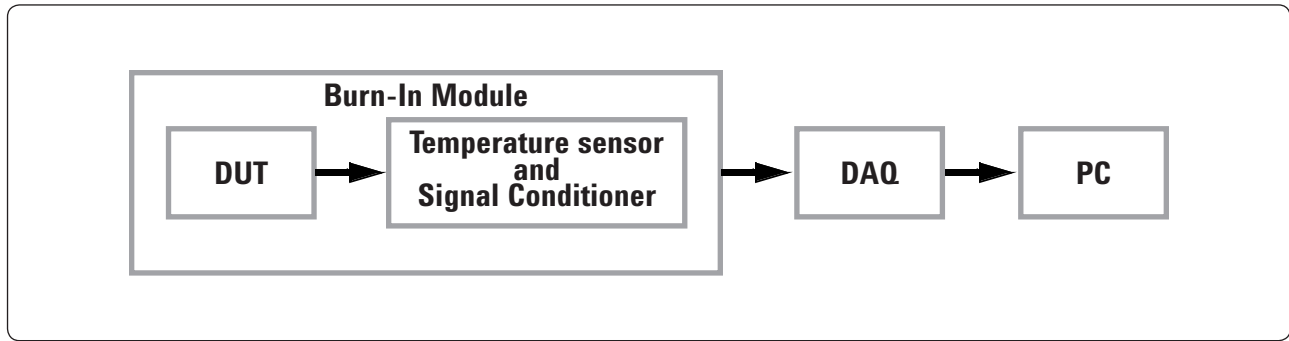 Burn-In Module
DUT
Temperature sensor
and
Signal Conditioner
DAQ
PC